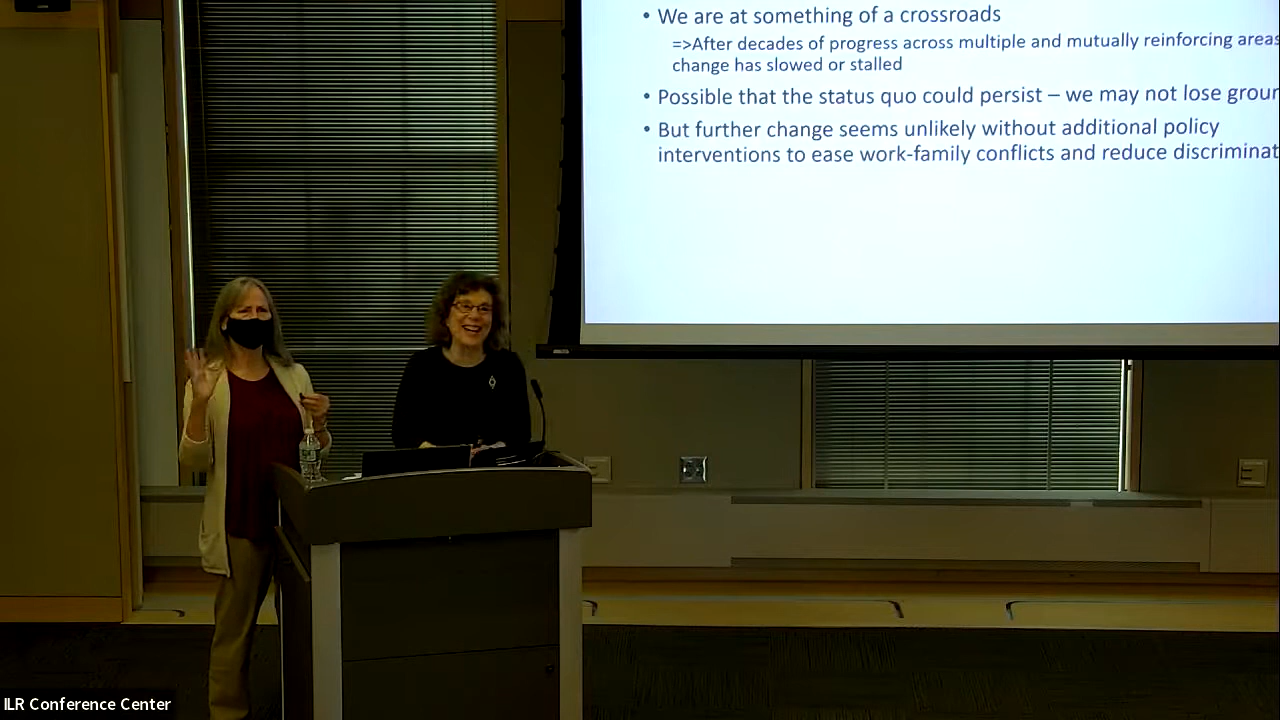 • We are at something of a crossroads
=>After decades of progress across multiple and mutually reinforcing areas
change has slowed or stalled
• Possible that the status quo could persist – we may not lose
• But further change seems unlikely without additional policy
interventions to ease work-family conflicts and reduce
ILR Conference Center